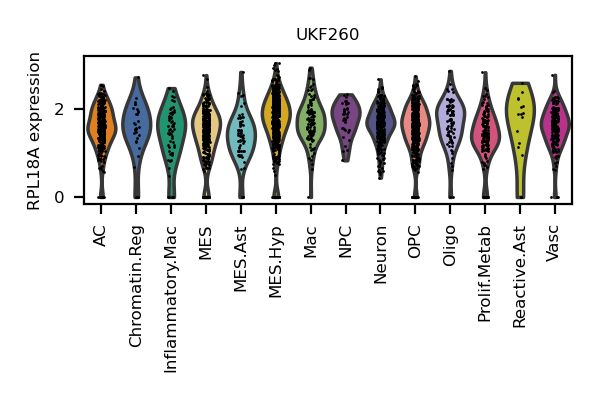 UKF260
RPL18A expression
2
0
AC
Chromatin.Reg
Inflammatory.Mac
MES
MES.Ast
MES.Hyp
Mac
NPC
Neuron
OPC
Oligo
Prolif.Metab
Reactive.Ast
Vasc